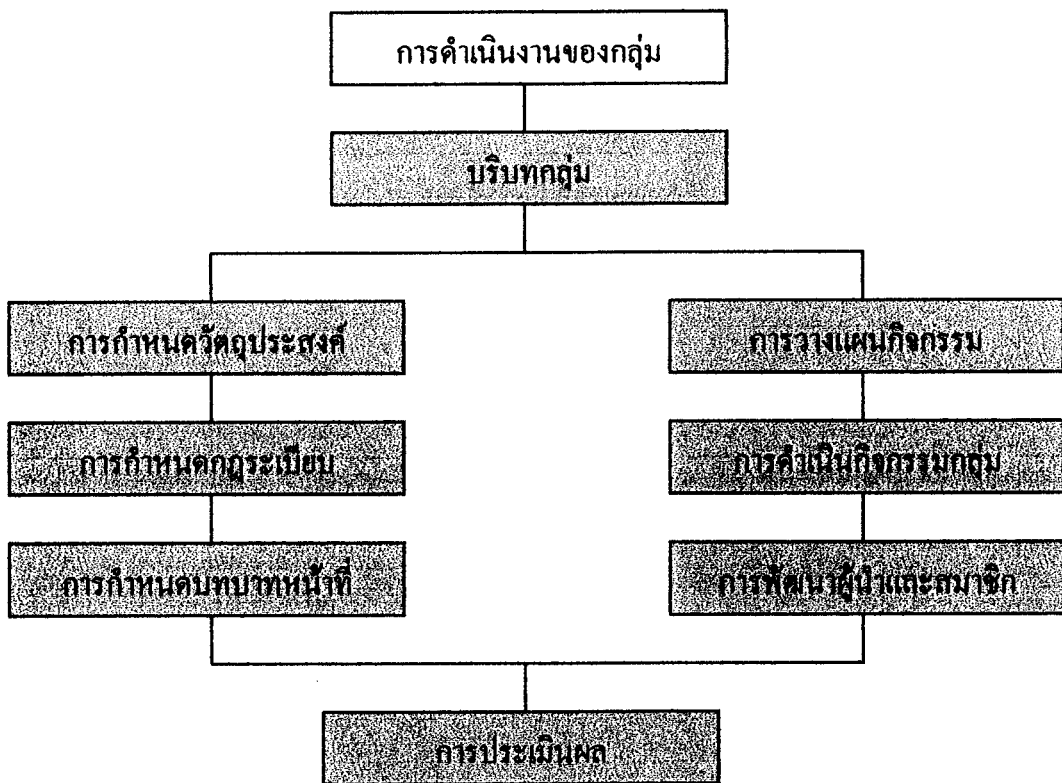 การดำเนินงานของกลุ่ม
บริบทกลุ่ม
การกำหนดวัตถุประสงค์
การวางแผนกิจกรรม
การกำหนดกฎระเบียบ
การดำเนินกิจกรรมกลุ่ม
การกำหนดบทบาทหน้าที่
การพัฒนาผู้นำและสมาชิก
การประเมินผล